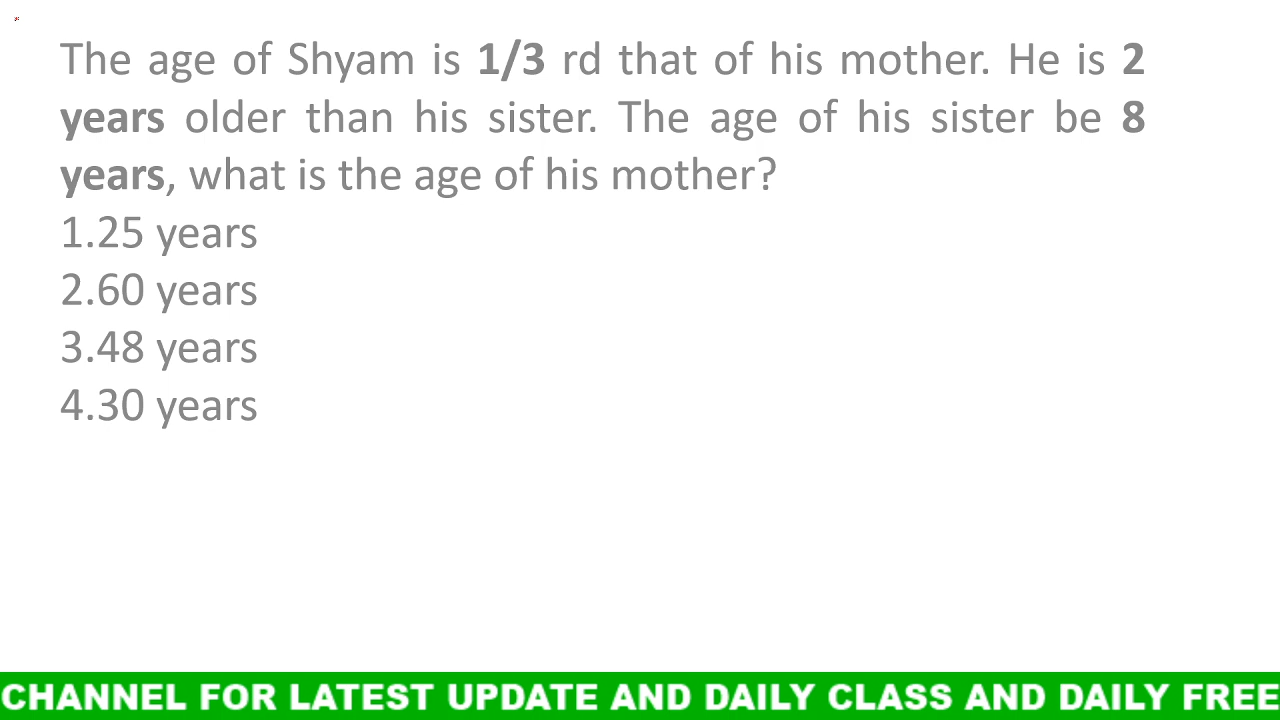 The age of Shyam is 1/3 rd that of his mother. He is 2
years older than his sister. The age of his sister be 8
years, what is the age of his mother?
1.25 years
2.60 years
3.48 years
4.30 years
CHANNEL FOR LATEST UPDATE AND DAILY CLASS AND DAILY FREE